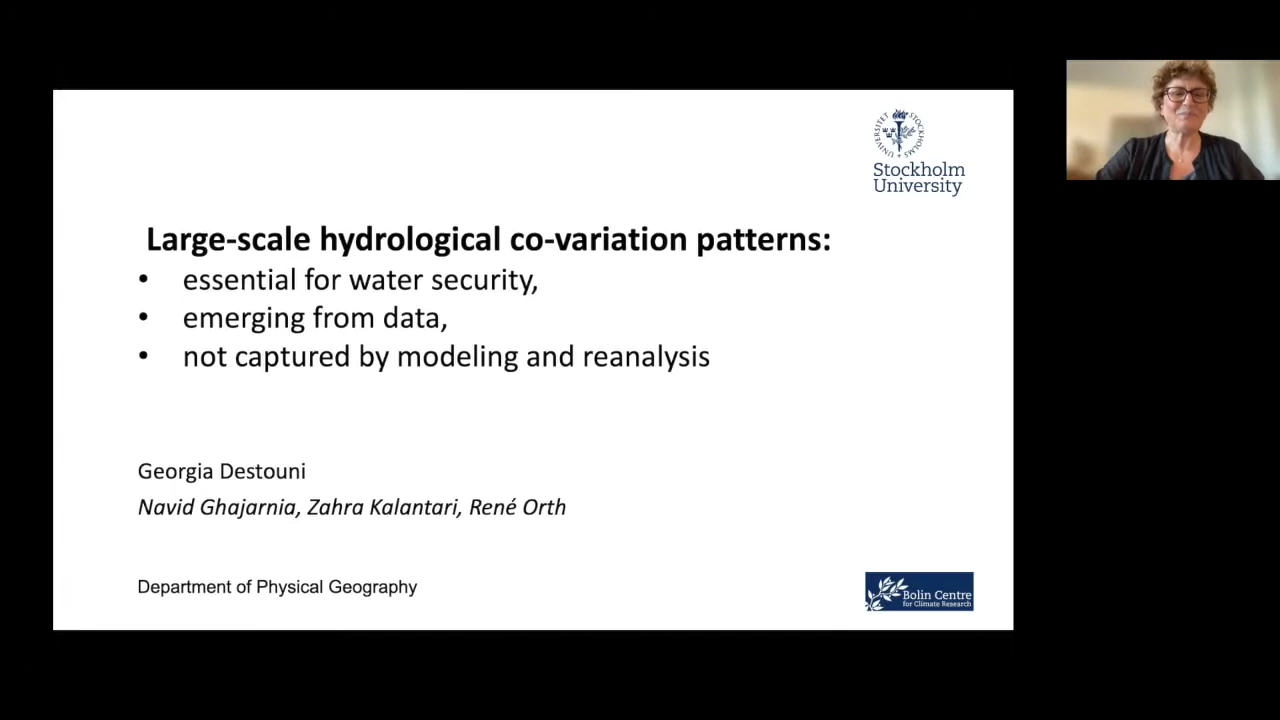 STOCKHOLMS UNIVERSITET
Stockholm
University
Large-scale hydrological co-variation patterns:
• essential for water security,
• emerging from data,
• not captured by modeling and reanalysis
Georgia Destouni
Navid Ghajarnia, Zahra Kalantari, René Orth
Department of Physical Geography
Bolin Centre
for Climate Research